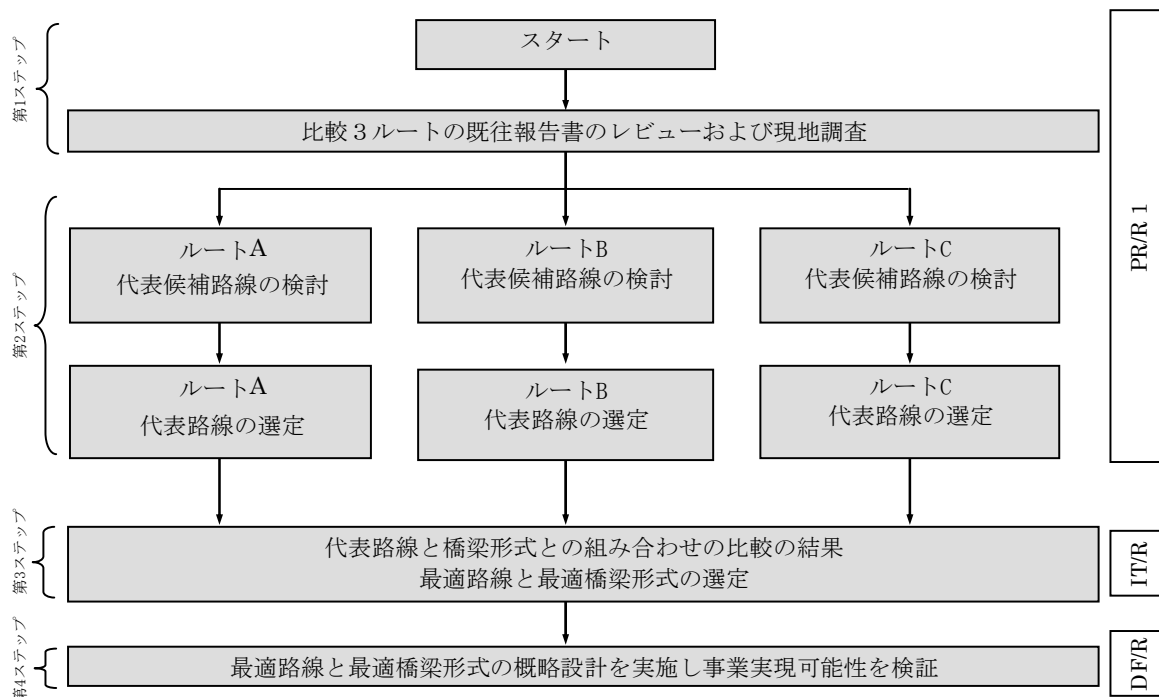 スタート
第1ステップ
比較３ルートの既往報告書のレビューおよび現地調査
PR/R 1
第2ステップ
ルートA
代表候補路線の検討
ルートB
代表候補路線の検討
ルートC
代表候補路線の検討
ルートA
代表路線の選定
ルートB
代表路線の選定
ルートC
代表路線の選定
第3ステップ
代表路線と橋梁形式との組み合わせの比較の結果
最適路線と最適橋梁形式の選定
IT/R
第4ステップ
最適路線と最適橋梁形式の概略設計を実施し事業実現可能性を検証
DF/R